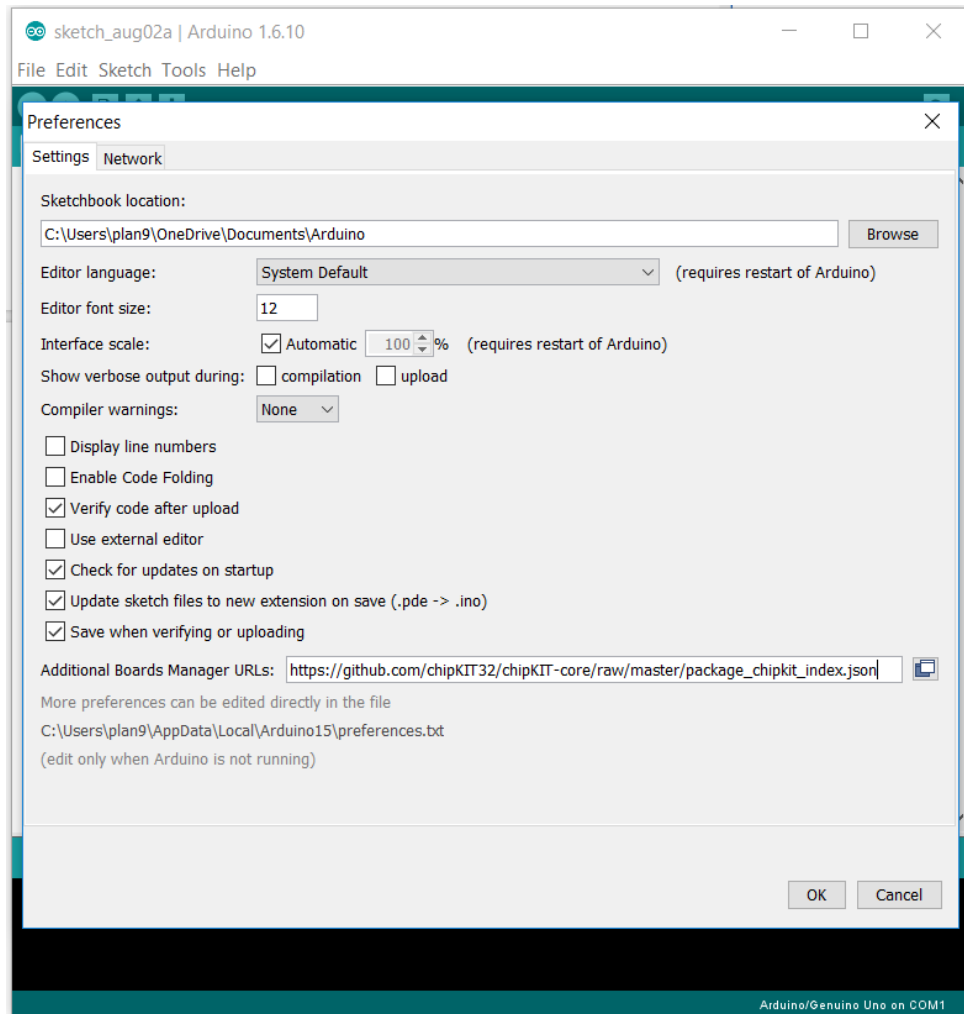 sketch_aug02a | Arduino 1.6.10
File Edit Sketch Tools Help
Preferences
Settings Network
Sketchbook location:
C:\Users\plan9\OneDrive\Documents\Arduino Browse
Editor language: System Default (requires restart of Arduino)
Editor font size: 12
Interface scale: Automatic 100 % (requires restart of Arduino)
Show verbose output during: compilation upload
Compiler warnings: None
Display line numbers
Enable Code Folding
Verify code after upload
Use external editor
Check for updates on startup
Update sketch files to new extension on save (.pde -> .ino)
Save when verifying or uploading
Additional Boards Manager URLs: https://github.com/chipKIT32/chipKIT-core/raw/master/package_chipkit_index.json
More preferences can be edited directly in the file
C:\Users\plan9\AppData\Local\Arduino15\preferences.txt
(edit only when Arduino is not running)
OK Cancel
Arduino/Genuino Uno on COM1